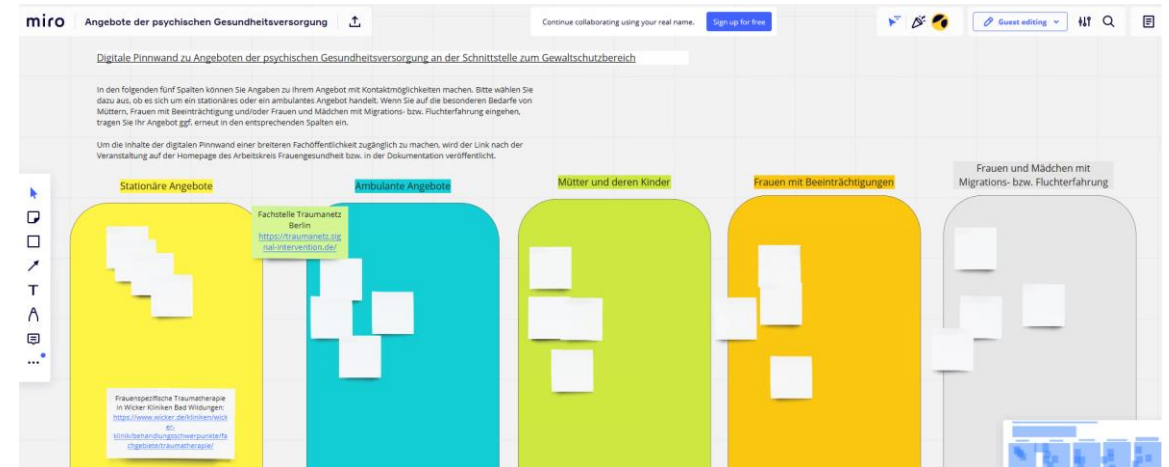 miro
Angebote der psychischen Gesundheitsversorgung
Continue collaborating using your real name.
Sign up for free
Guest editing
Digitale Pinnwand zu Angeboten der psychischen Gesundheitsversorgung an der Schnittstelle zum Gewaltschutzbereich
In den folgenden fünf Spalten können Sie Angaben zu Ihrem Angebot mit Kontaktmöglichkeiten machen. Bitte wählen Sie
dazu aus, ob es sich um ein stationäres oder ein ambulantes Angebot handelt. Wenn Sie auf die besonderen Bedarfe von
Müttern, Frauen mit Beeinträchtigung und/oder Frauen und Mädchen mit Migrations- bzw. Fluchterfahrung eingehen,
tragen Sie Ihr Angebot ggf. erneut in den entsprechenden Spalten ein.
Um die Inhalte der digitalen Pinnwand einer breiteren Fachöffentlichkeit zugänglich zu machen, wird der Link nach der
Veranstaltung auf der Homepage des Arbeitskreis Frauengesundheit bzw. in der Dokumentation veröffentlicht.
Stationäre Angebote
Ambulante Angebote
Mütter und deren Kinder
Frauen mit Beeinträchtigungen
Frauen und Mädchen mit
Migrations- bzw. Fluchterfahrung
Fachstelle Traumanetz
Berlin
https://traumanetz.sig
nal-intervention.de/
Frauenspezifische Traumatherapie
in Wicker Kliniken Bad Wildungen:
https://www.wicker.de/kliniken/wick
er-
klinik/behandlungsschwerpunkte/fa
chgebiete/traumatherapie/
T